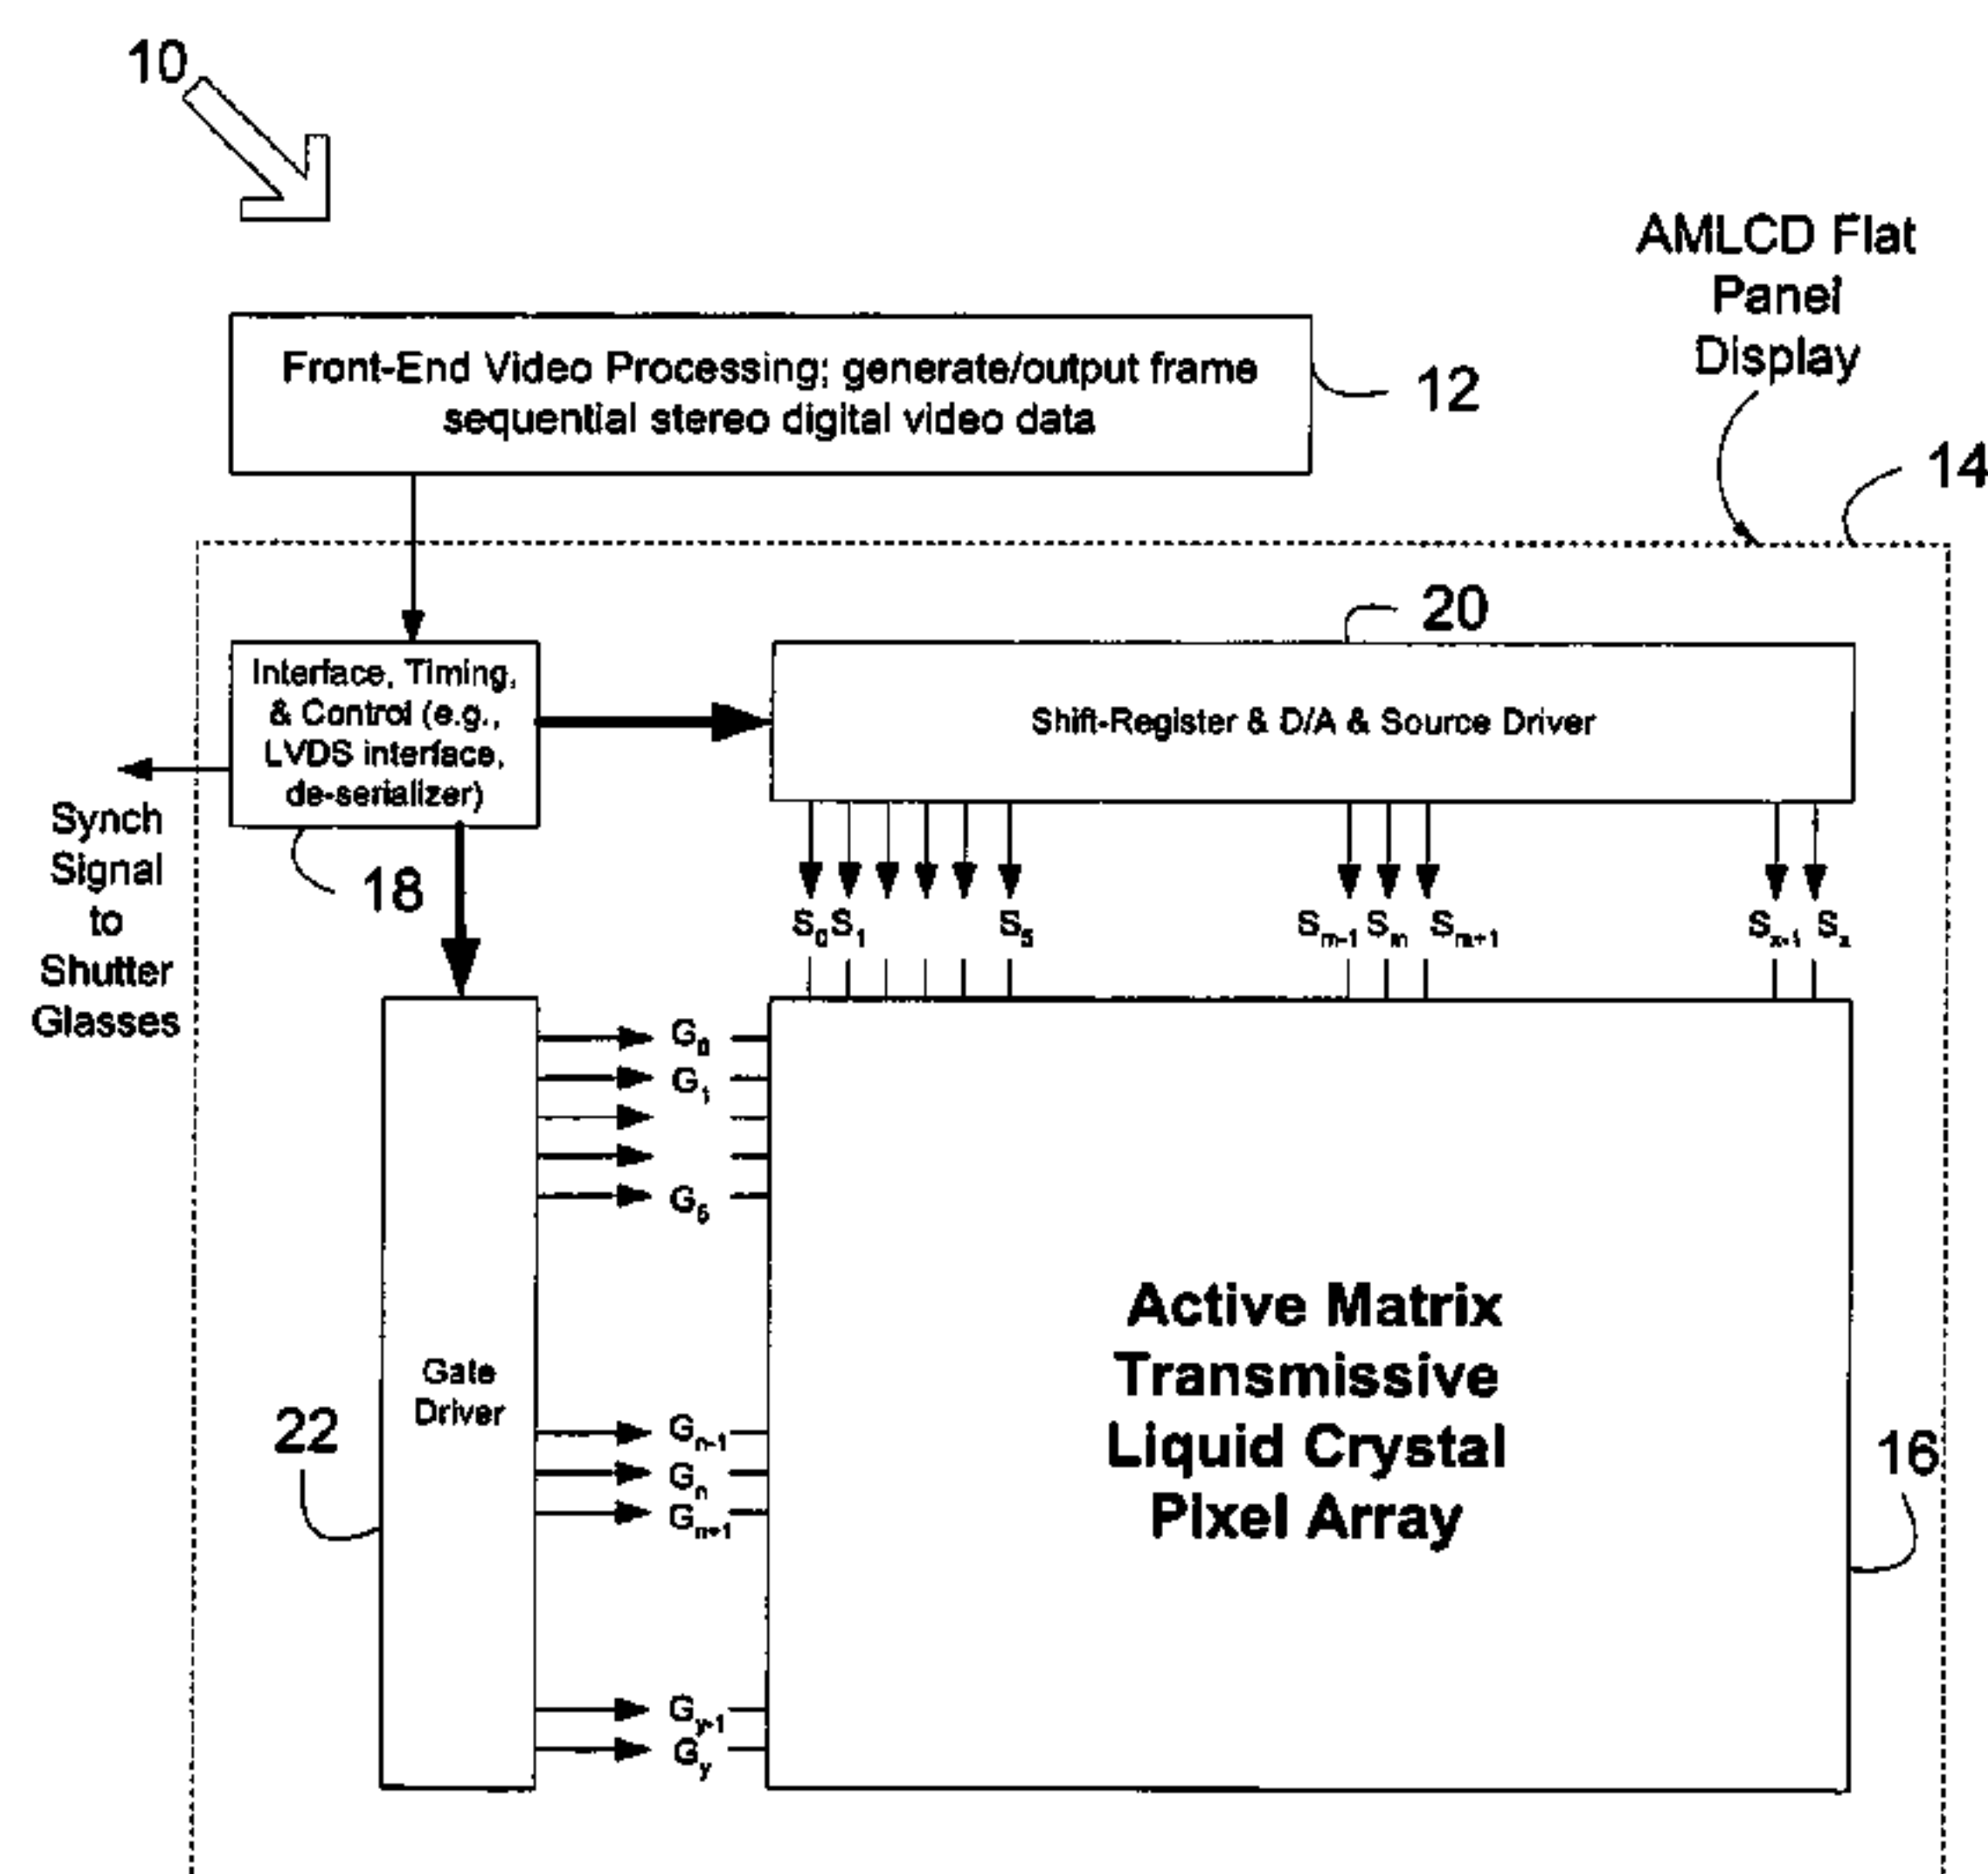 10
AMLCD Flat
Panel
Display
Front-End Video Processing; generate/output frame
sequential stereo digital video data
12
14
20
Interface, Timing,
& Control (e.g.,
LVDS interface,
de-serializer)
Shift-Register & D/A & Source Driver
Synch
Signal
to
Shutter
Glasses
18
S0 S1 S5 Sm-1 Sm Sm+1 Sx-1 Sx
G0
G1
G5
Active Matrix
Transmissive
Liquid Crystal
Pixel Array
Gate
Driver
22
16
Gn-1
Gn
Gn+1
Gy-1
Gy